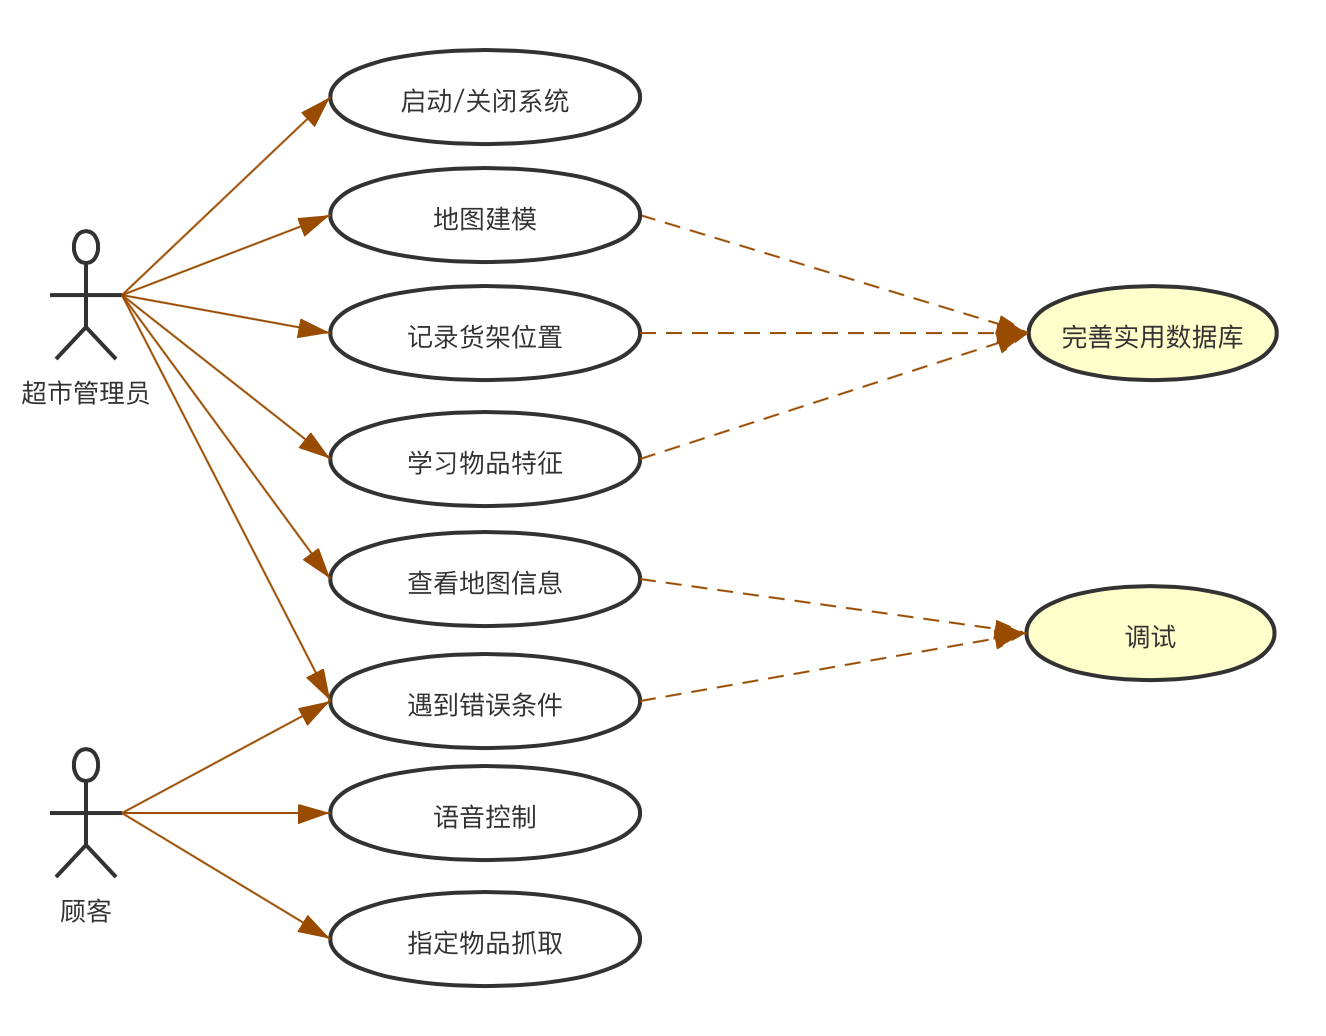 启动/关闭系统
地图建模
记录货架位置
完善实用数据库
超市管理员
学习物品特征
查看地图信息
调试
遇到错误条件
语音控制
顾客
指定物品抓取